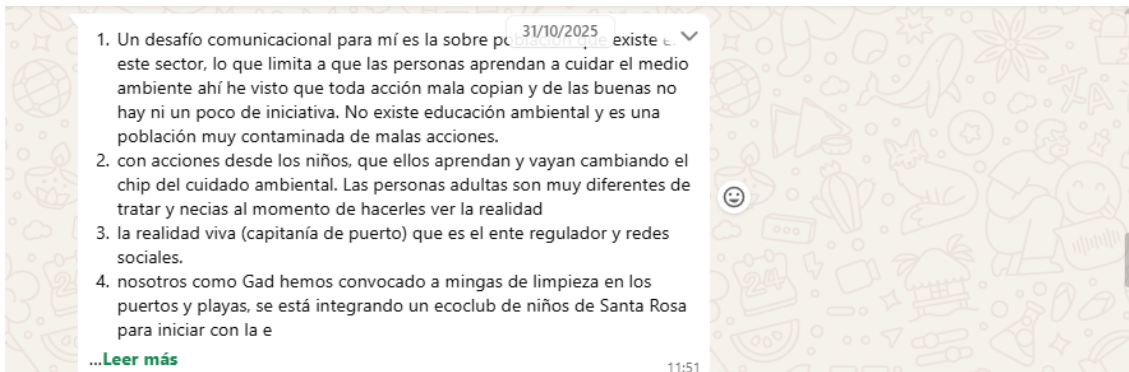 31/10/2025
1. Un desafío comunicacional para mí es la sobre población que existe
este sector, lo que limita a que las personas aprendan a cuidar el medio
ambiente ahí he visto que toda acción mala copian y de las buenas no
hay ni un poco de iniciativa. No existe educación ambiental y es una
población muy contaminada de malas acciones.
2. con acciones desde los niños, que ellos aprendan y vayan cambiando el
chip del cuidado ambiental. Las personas adultas son muy diferentes de
tratar y necias al momento de hacerles ver la realidad
3. la realidad viva (capitanía de puerto) que es el ente regulador y redes
sociales.
4. nosotros como Gad hemos convocado a mingas de limpieza en los
puertos y playas, se está integrando un ecoclub de niños de Santa Rosa
para iniciar con la e
...Leer más
11:51